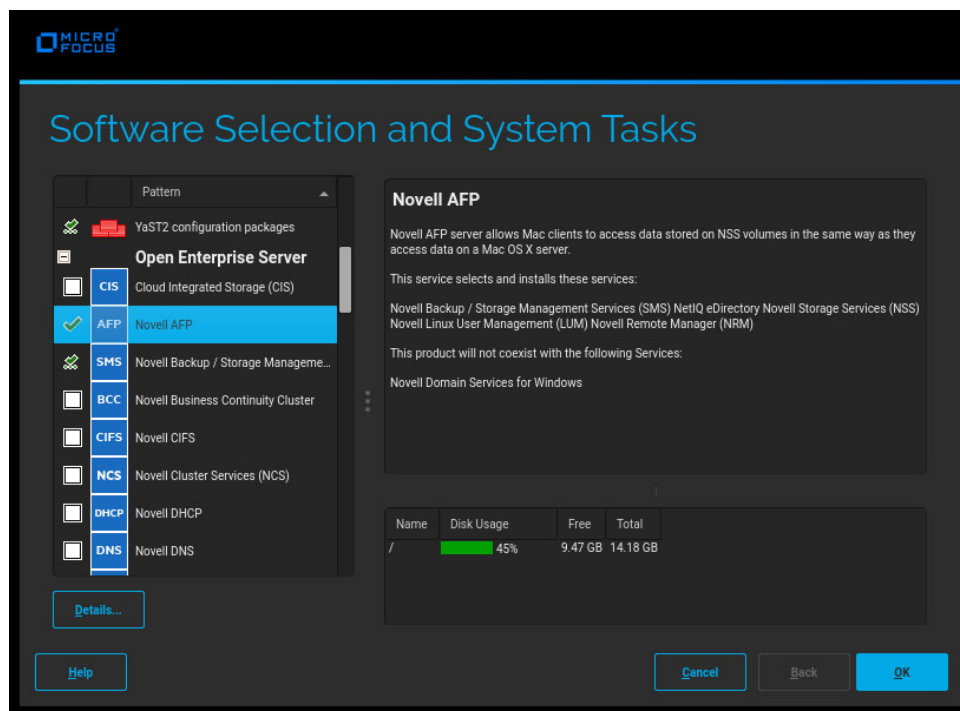 MICRO
FOCUS
Software Selection and System Tasks
Pattern
YaST2 configuration packages
Open Enterprise Server
CIS Cloud Integrated Storage (CIS)
AFP Novell AFP
SMS Novell Backup / Storage Manageme...
BCC Novell Business Continuity Cluster
CIFS Novell CIFS
NCS Novell Cluster Services (NCS)
DHCP Novell DHCP
DNS Novell DNS
Details...
Novell AFP
Novell AFP server allows Mac clients to access data stored on NSS volumes in the same way as they
access data on a Mac OS X server.
This service selects and installs these services:
Novell Backup / Storage Management Services (SMS) NetIQ eDirectory Novell Storage Services (NSS)
Novell Linux User Management (LUM) Novell Remote Manager (NRM)
This product will not coexist with the following Services:
Novell Domain Services for Windows
Name Disk Usage Free Total
/ 45% 9.47 GB 14.18 GB
Help
Cancel
Back
OK